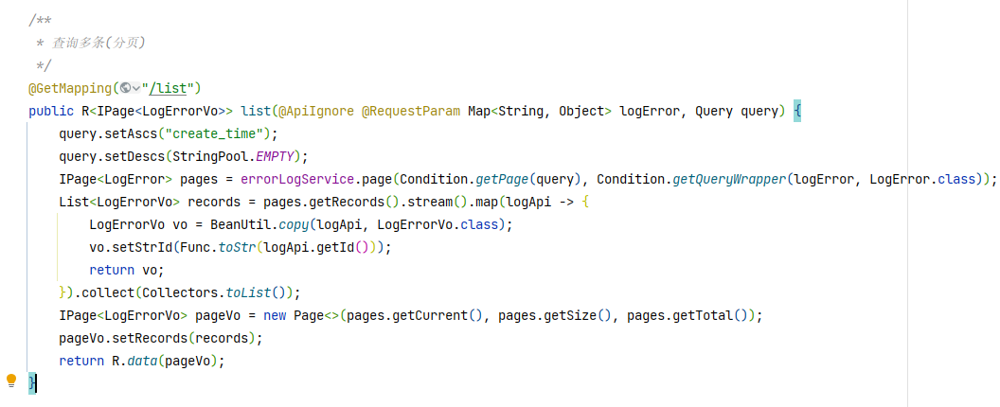 /**
 * 查询多条(分页)
 */
@GetMapping("/list")
public R<IPage<LogErrorVo>> list(@ApiIgnore @RequestParam Map<String, Object> logError, Query query) {
    query.setAscs("create_time");
    query.setDescs(StringPool.EMPTY);
    IPage<LogError> pages = errorLogService.page(Condition.getPage(query), Condition.getQueryWrapper(logError, LogError.class));
    List<LogErrorVo> records = pages.getRecords().stream().map(logApi -> {
        LogErrorVo vo = BeanUtil.copy(logApi, LogErrorVo.class);
        vo.setStrId(Func.toStr(logApi.getId()));
        return vo;
    }).collect(Collectors.toList());
    IPage<LogErrorVo> pageVo = new Page<>(pages.getCurrent(), pages.getSize(), pages.getTotal());
    pageVo.setRecords(records);
    return R.data(pageVo);
}